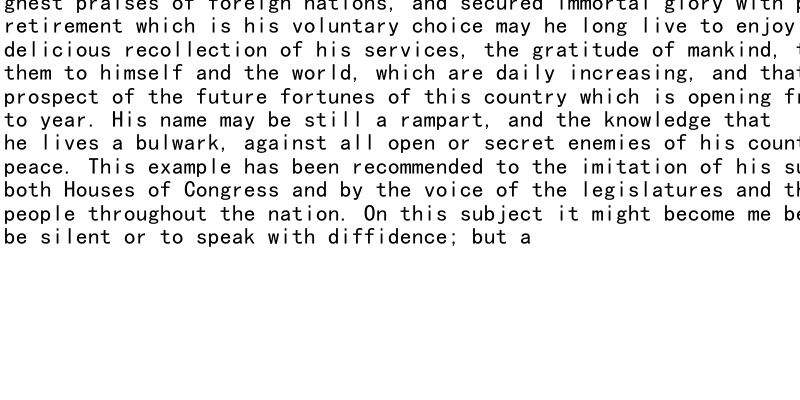 ghest praises of foreign nations, and secured immortal glory with
retirement which is his voluntary choice may he long live to enjoy
delicious recollection of his services, the gratitude of mankind,
them to himself and the world, which are daily increasing, and that
prospect of the future fortunes of this country which is opening
to year. His name may be still a rampart, and the knowledge that
he lives a bulwark, against all open or secret enemies of his
peace. This example has been recommended to the imitation of his
both Houses of Congress and by the voice of the legislatures and
people throughout the nation. On this subject it might become me
be silent or to speak with diffidence; but a